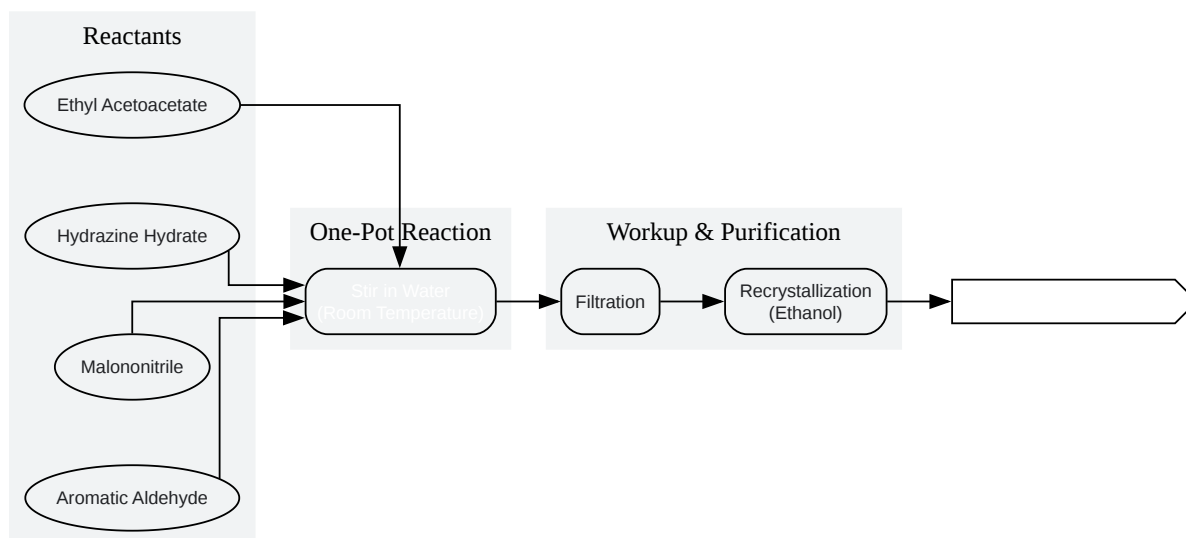 Reactants
Ethyl Acetoacetate
Hydrazine Hydrate
Malononitrile
Aromatic Aldehyde
One-Pot Reaction
Stir in Water
(Room Temperature)
Workup & Purification
Filtration
Recrystallization
(Ethanol)